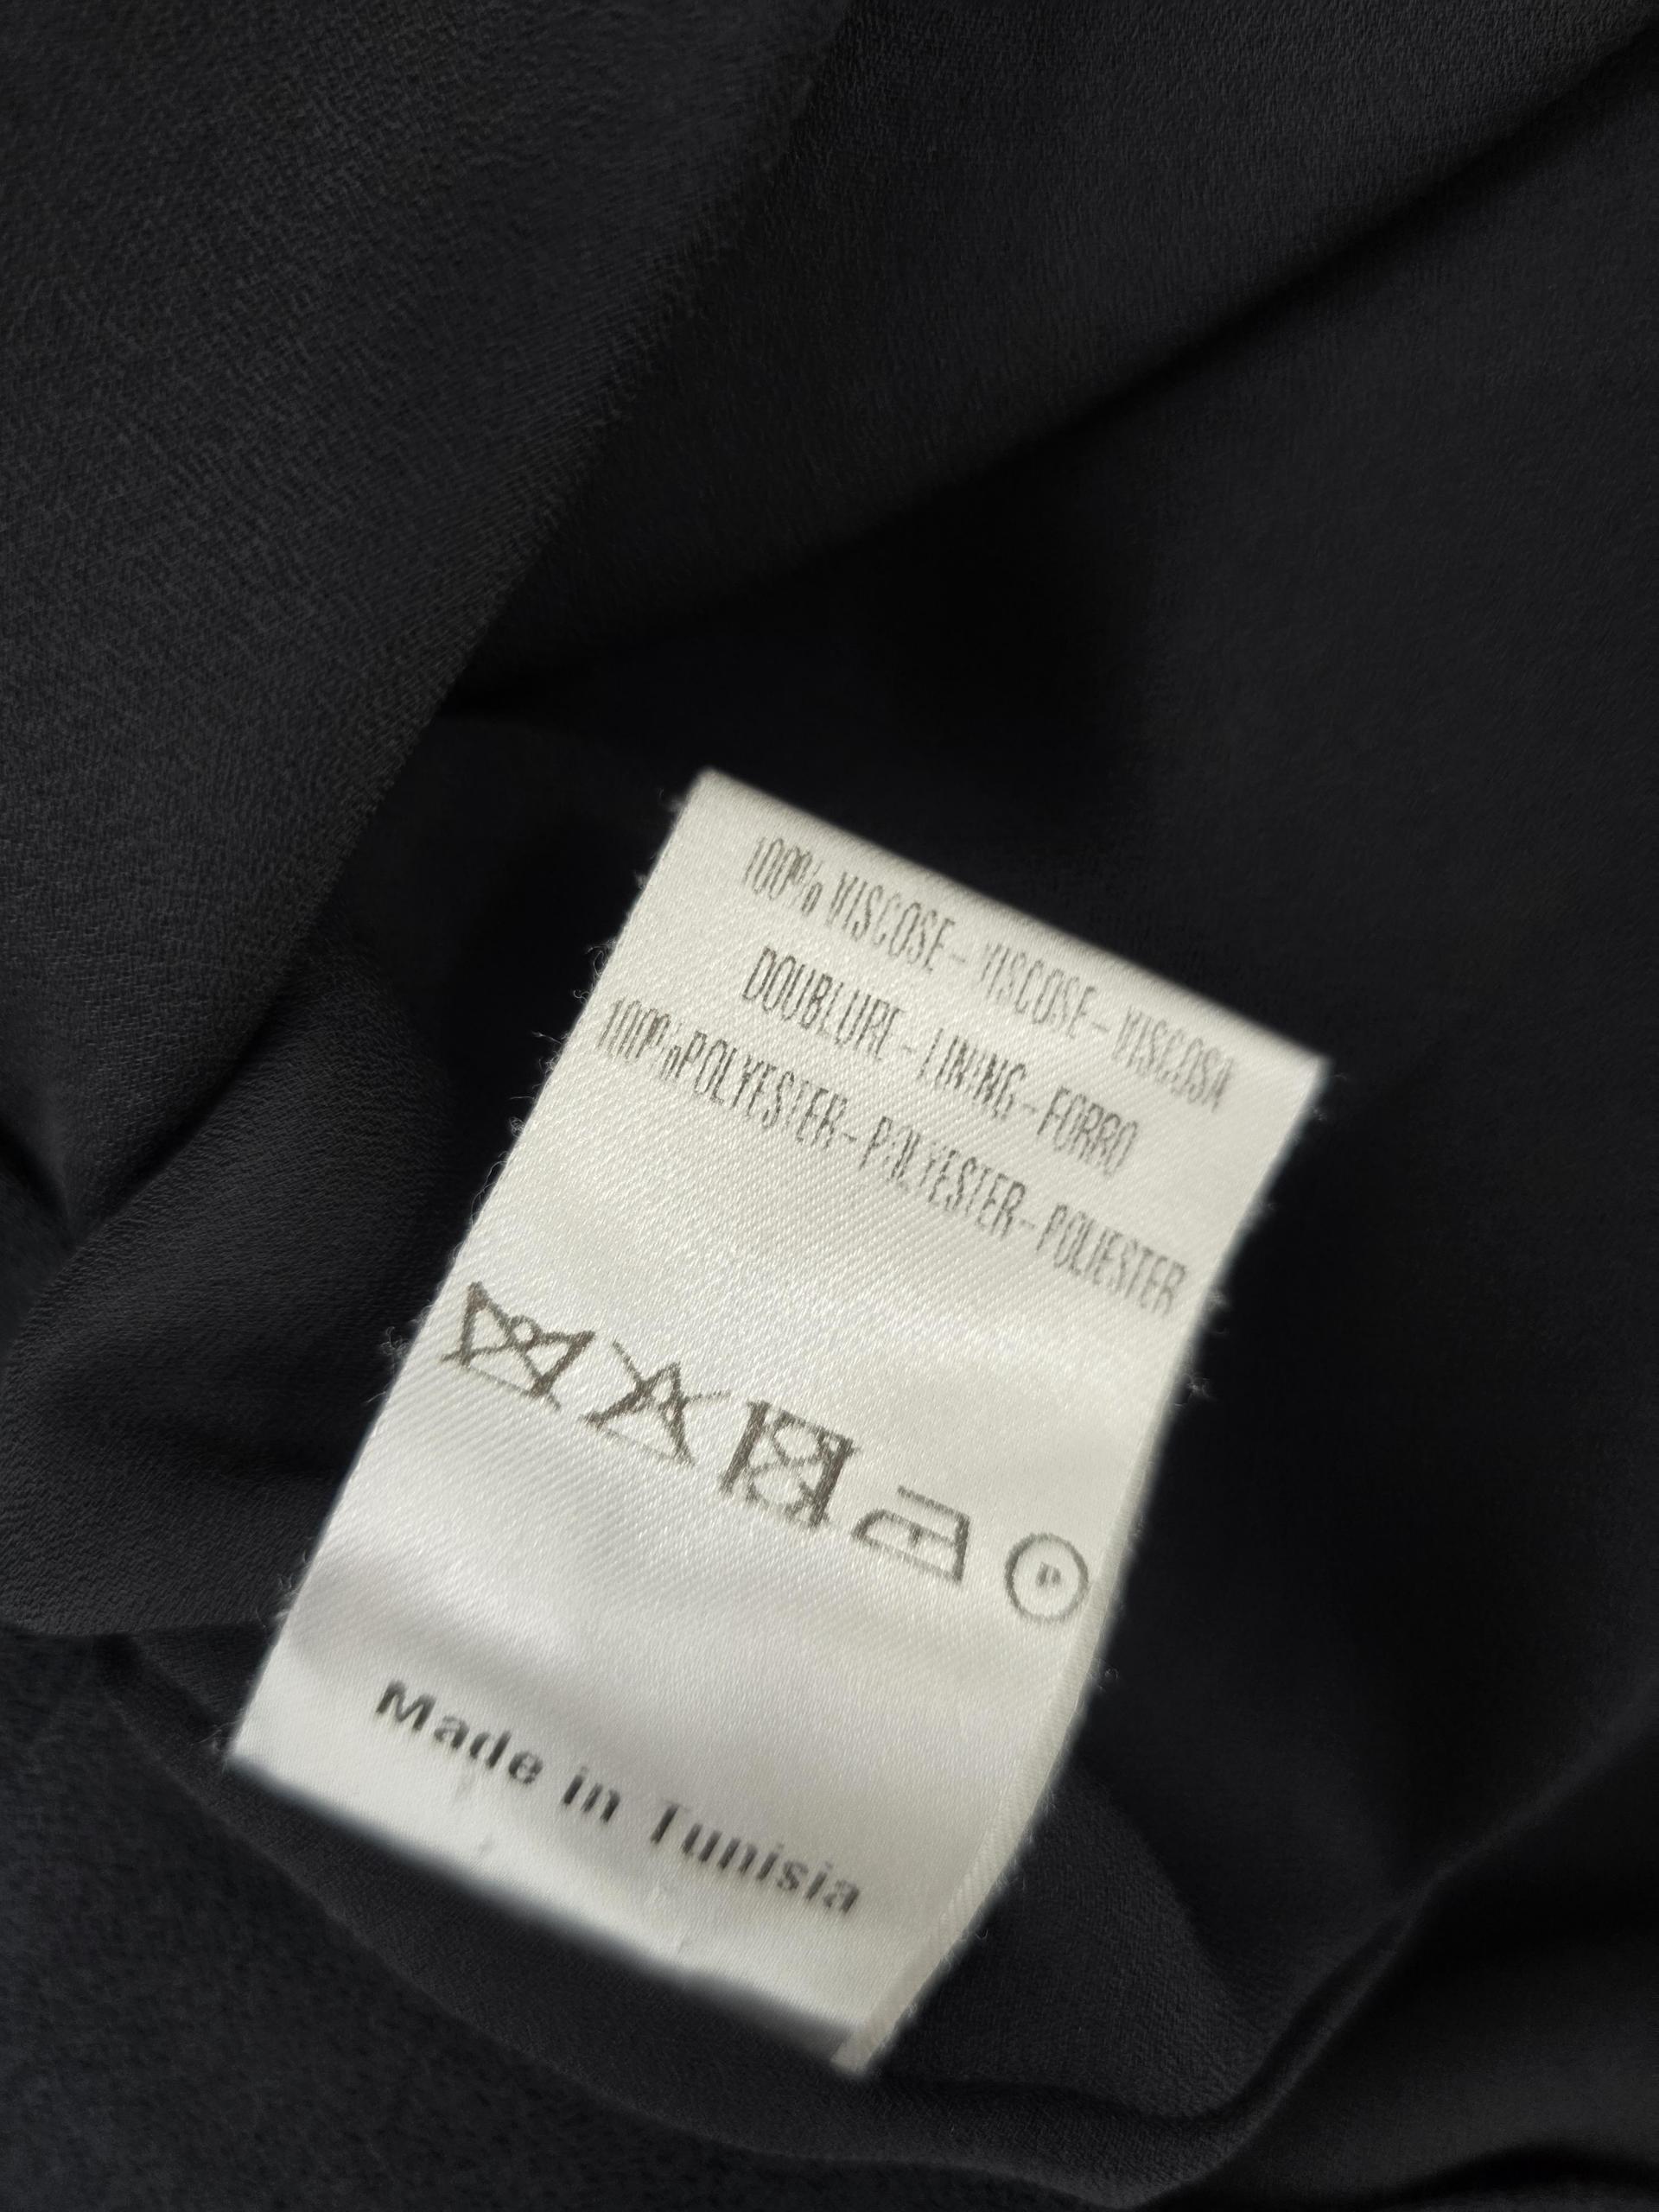 100% VISCOSE - VISCOSE - VISCOSA
DOUBLURE - LINING - FORRO
100%POLYESTER - POLYESTER - POLIESTER
P
Made in Tunisia